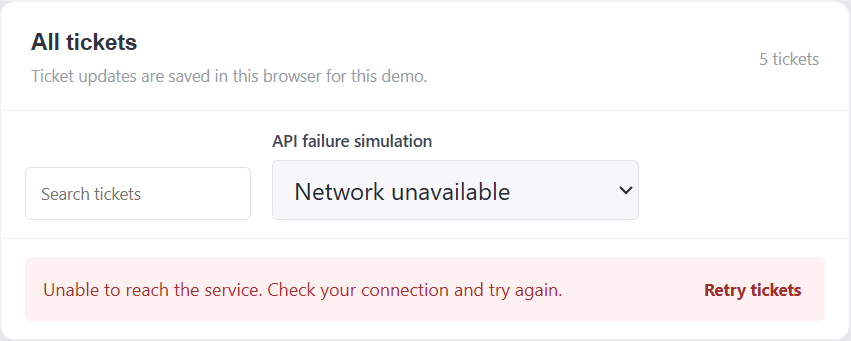 All tickets
Ticket updates are saved in this browser for this demo.
5 tickets
API failure simulation
Search tickets
Network unavailable
Unable to reach the service. Check your connection and try again.
Retry tickets